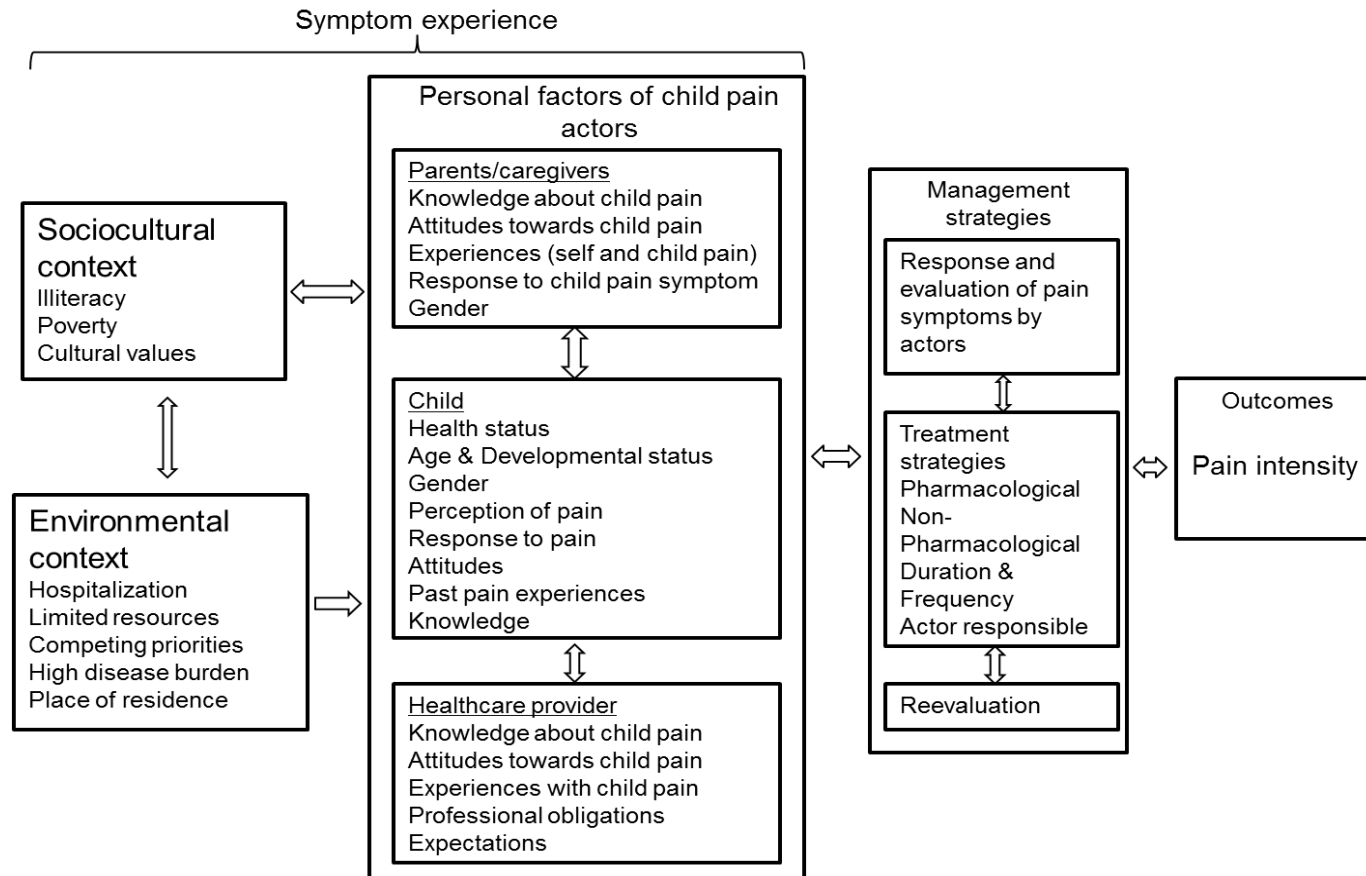 Symptom experience
Sociocultural
context
Illiteracy
Poverty
Cultural values
Environmental
context
Hospitalization
Limited resources
Competing priorities
High disease burden
Place of residence
Personal factors of child pain
actors
Parents/caregivers
Knowledge about child pain
Attitudes towards child pain
Experiences (self and child pain)
Response to child pain symptom
Gender
Child
Health status
Age & Developmental status
Gender
Perception of pain
Response to pain
Attitudes
Past pain experiences
Knowledge
Healthcare provider
Knowledge about child pain
Attitudes towards child pain
Experiences with child pain
Professional obligations
Expectations
Management
strategies
Response and
evaluation of pain
symptoms by
actors
Treatment
strategies
Pharmacological
Non-
Pharmacological
Duration &
Frequency
Actor responsible
Reevaluation
Outcomes
Pain intensity